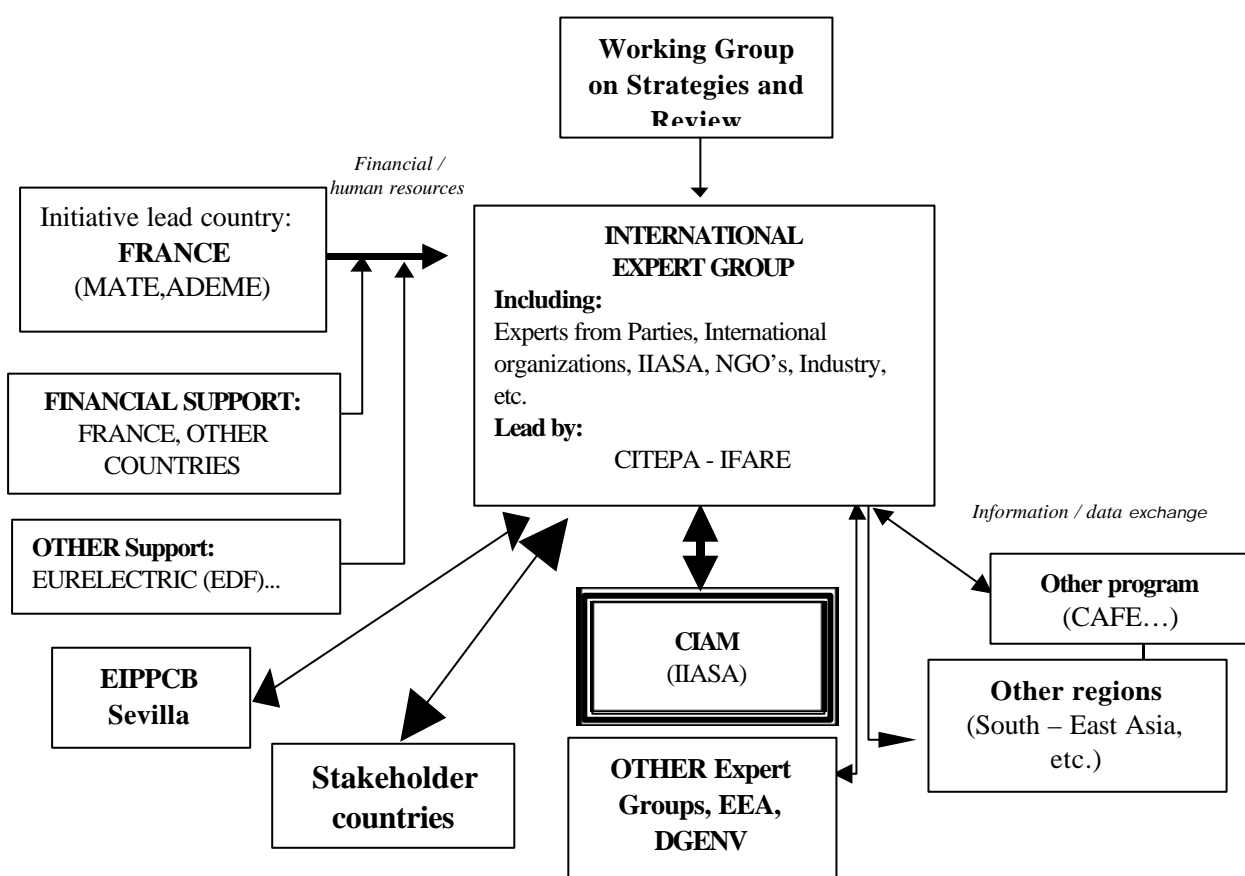 Working Group
on Strategies and
Review
Financial /
human resources
Initiative lead country:
FRANCE
(MATE,ADEME)
INTERNATIONAL
EXPERT GROUP
Including:
Experts from Parties, International
organizations, IIASA, NGO’s, Industry,
etc.
Lead by:
CITEPA - IFARE
FINANCIAL SUPPORT:
FRANCE, OTHER
COUNTRIES
OTHER Support:
EURELECTRIC (EDF)...
Information / data exchange
Other program
(CAFE…)
EIPPCB
Sevilla
CIAM
(IIASA)
Other regions
(South – East Asia,
etc.)
Stakeholder
countries
OTHER Expert
Groups, EEA,
DGENV